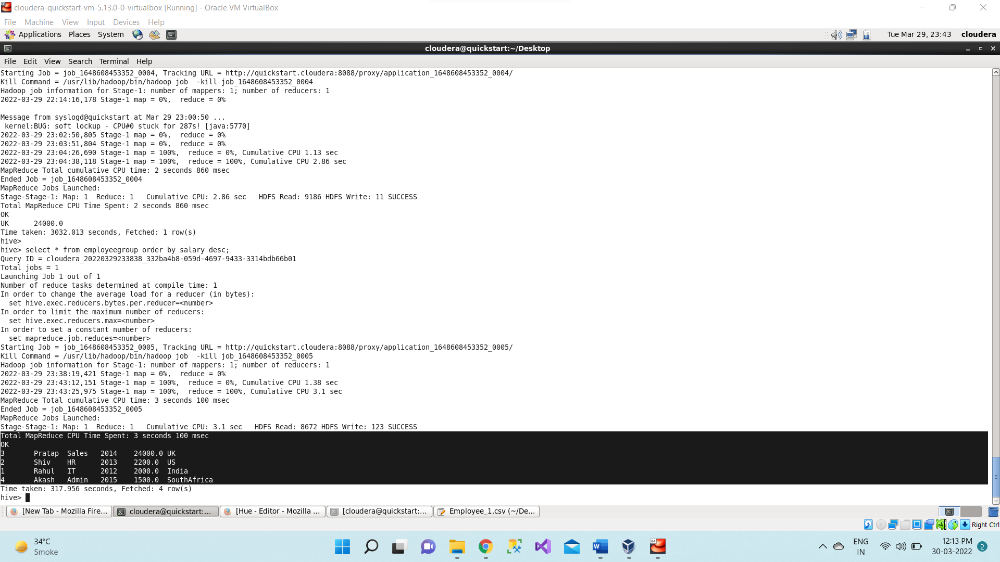 cloudera-quickstart-vm-5.13.0-0-virtualbox [Running] - Oracle VM VirtualBox
File Machine View Input Devices Help
Applications Places System Tue Mar 29, 23:43 cloudera
cloudera@quickstart:~/Desktop
File Edit View Search Terminal Help
Starting Job = job_1648608453352_0004, Tracking URL = http://quickstart.cloudera:8088/proxy/application_1648608453352_0004/
Kill Command = /usr/lib/hadoop/bin/hadoop job  -kill job_1648608453352_0004
Hadoop job information for Stage-1: number of mappers: 1; number of reducers: 1
2022-03-29 22:14:16,178 Stage-1 map = 0%,  reduce = 0%
Message from syslogd@quickstart at Mar 29 23:00:50 ...
 kernel:BUG: soft lockup - CPU#0 stuck for 287s! [java:5770]
2022-03-29 23:02:50,805 Stage-1 map = 0%,  reduce = 0%
2022-03-29 23:03:51,804 Stage-1 map = 0%,  reduce = 0%
2022-03-29 23:04:26,690 Stage-1 map = 100%,  reduce = 0%, Cumulative CPU 1.13 sec
2022-03-29 23:04:38,118 Stage-1 map = 100%,  reduce = 100%, Cumulative CPU 2.86 sec
MapReduce Total cumulative CPU time: 2 seconds 860 msec
Ended Job = job_1648608453352_0004
MapReduce Jobs Launched:
Stage-Stage-1: Map: 1  Reduce: 1   Cumulative CPU: 2.86 sec   HDFS Read: 9186 HDFS Write: 11 SUCCESS
Total MapReduce CPU Time Spent: 2 seconds 860 msec
OK
UK      24000.0
Time taken: 3032.013 seconds, Fetched: 1 row(s)
hive>
hive> select * from employeegroup order by salary desc;
Query ID = cloudera_20220329233838_332ba4b8-059d-4697-9433-3314bdb66b01
Total jobs = 1
Launching Job 1 out of 1
Number of reduce tasks determined at compile time: 1
In order to change the average load for a reducer (in bytes):
  set hive.exec.reducers.bytes.per.reducer=<number>
In order to limit the maximum number of reducers:
  set hive.exec.reducers.max=<number>
In order to set a constant number of reducers:
  set mapreduce.job.reduces=<number>
Starting Job = job_1648608453352_0005, Tracking URL = http://quickstart.cloudera:8088/proxy/application_1648608453352_0005/
Kill Command = /usr/lib/hadoop/bin/hadoop job  -kill job_1648608453352_0005
Hadoop job information for Stage-1: number of mappers: 1; number of reducers: 1
2022-03-29 23:38:19,421 Stage-1 map = 0%,  reduce = 0%
2022-03-29 23:43:12,151 Stage-1 map = 100%,  reduce = 0%, Cumulative CPU 1.38 sec
2022-03-29 23:43:25,975 Stage-1 map = 100%,  reduce = 100%, Cumulative CPU 3.1 sec
MapReduce Total cumulative CPU time: 3 seconds 100 msec
Ended Job = job_1648608453352_0005
MapReduce Jobs Launched:
Stage-Stage-1: Map: 1  Reduce: 1   Cumulative CPU: 3.1 sec   HDFS Read: 8672 HDFS Write: 123 SUCCESS
Total MapReduce CPU Time Spent: 3 seconds 100 msec
OK
3       Pratap  Sales   2014    24000.0 UK
2       Shiv    HR      2013    2200.0  US
1       Rahul   IT      2012    2000.0  India
4       Akash   Admin   2015    1500.0  SouthAfrica
Time taken: 317.956 seconds, Fetched: 4 row(s)
hive>
[New Tab - Mozilla Fire... cloudera@quickstart:... [Hue - Editor - Mozilla ... [cloudera@quickstart:... Employee_1.csv (~/De...
Right Ctrl
34°C
Smoke
ENG
IN
12:13 PM
30-03-2022
2